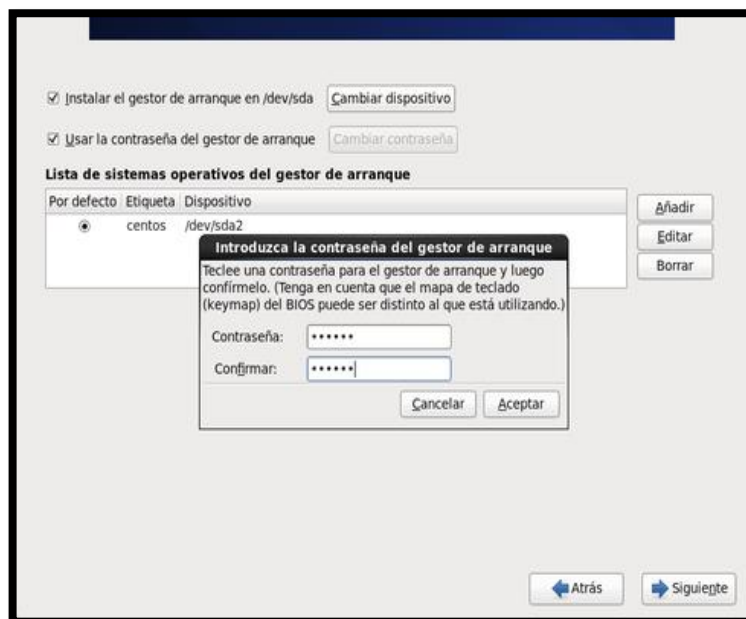 Instalar el gestor de arranque en /dev/sda Cambiar dispositivo
Usar la contraseña del gestor de arranque Cambiar contraseña
Lista de sistemas operativos del gestor de arranque
Por defecto Etiqueta Dispositivo
centos /dev/sda2
Añadir
Editar
Borrar
Introduzca la contraseña del gestor de arranque
Teclee una contraseña para el gestor de arranque y luego
confírmelo. (Tenga en cuenta que el mapa de teclado
(keymap) del BIOS puede ser distinto al que está utilizando.)
Contraseña: ••••••
Confirmar: ••••••
Cancelar Aceptar
Atrás Siguiente